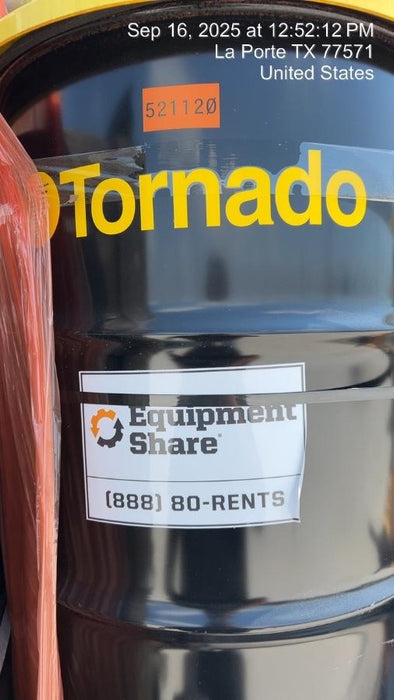 Sep 16, 2025 at 12:52:12 PM
La Porte TX 77571
United States
521120
Tornado
Equipment
Share®
(888) 80-RENTS